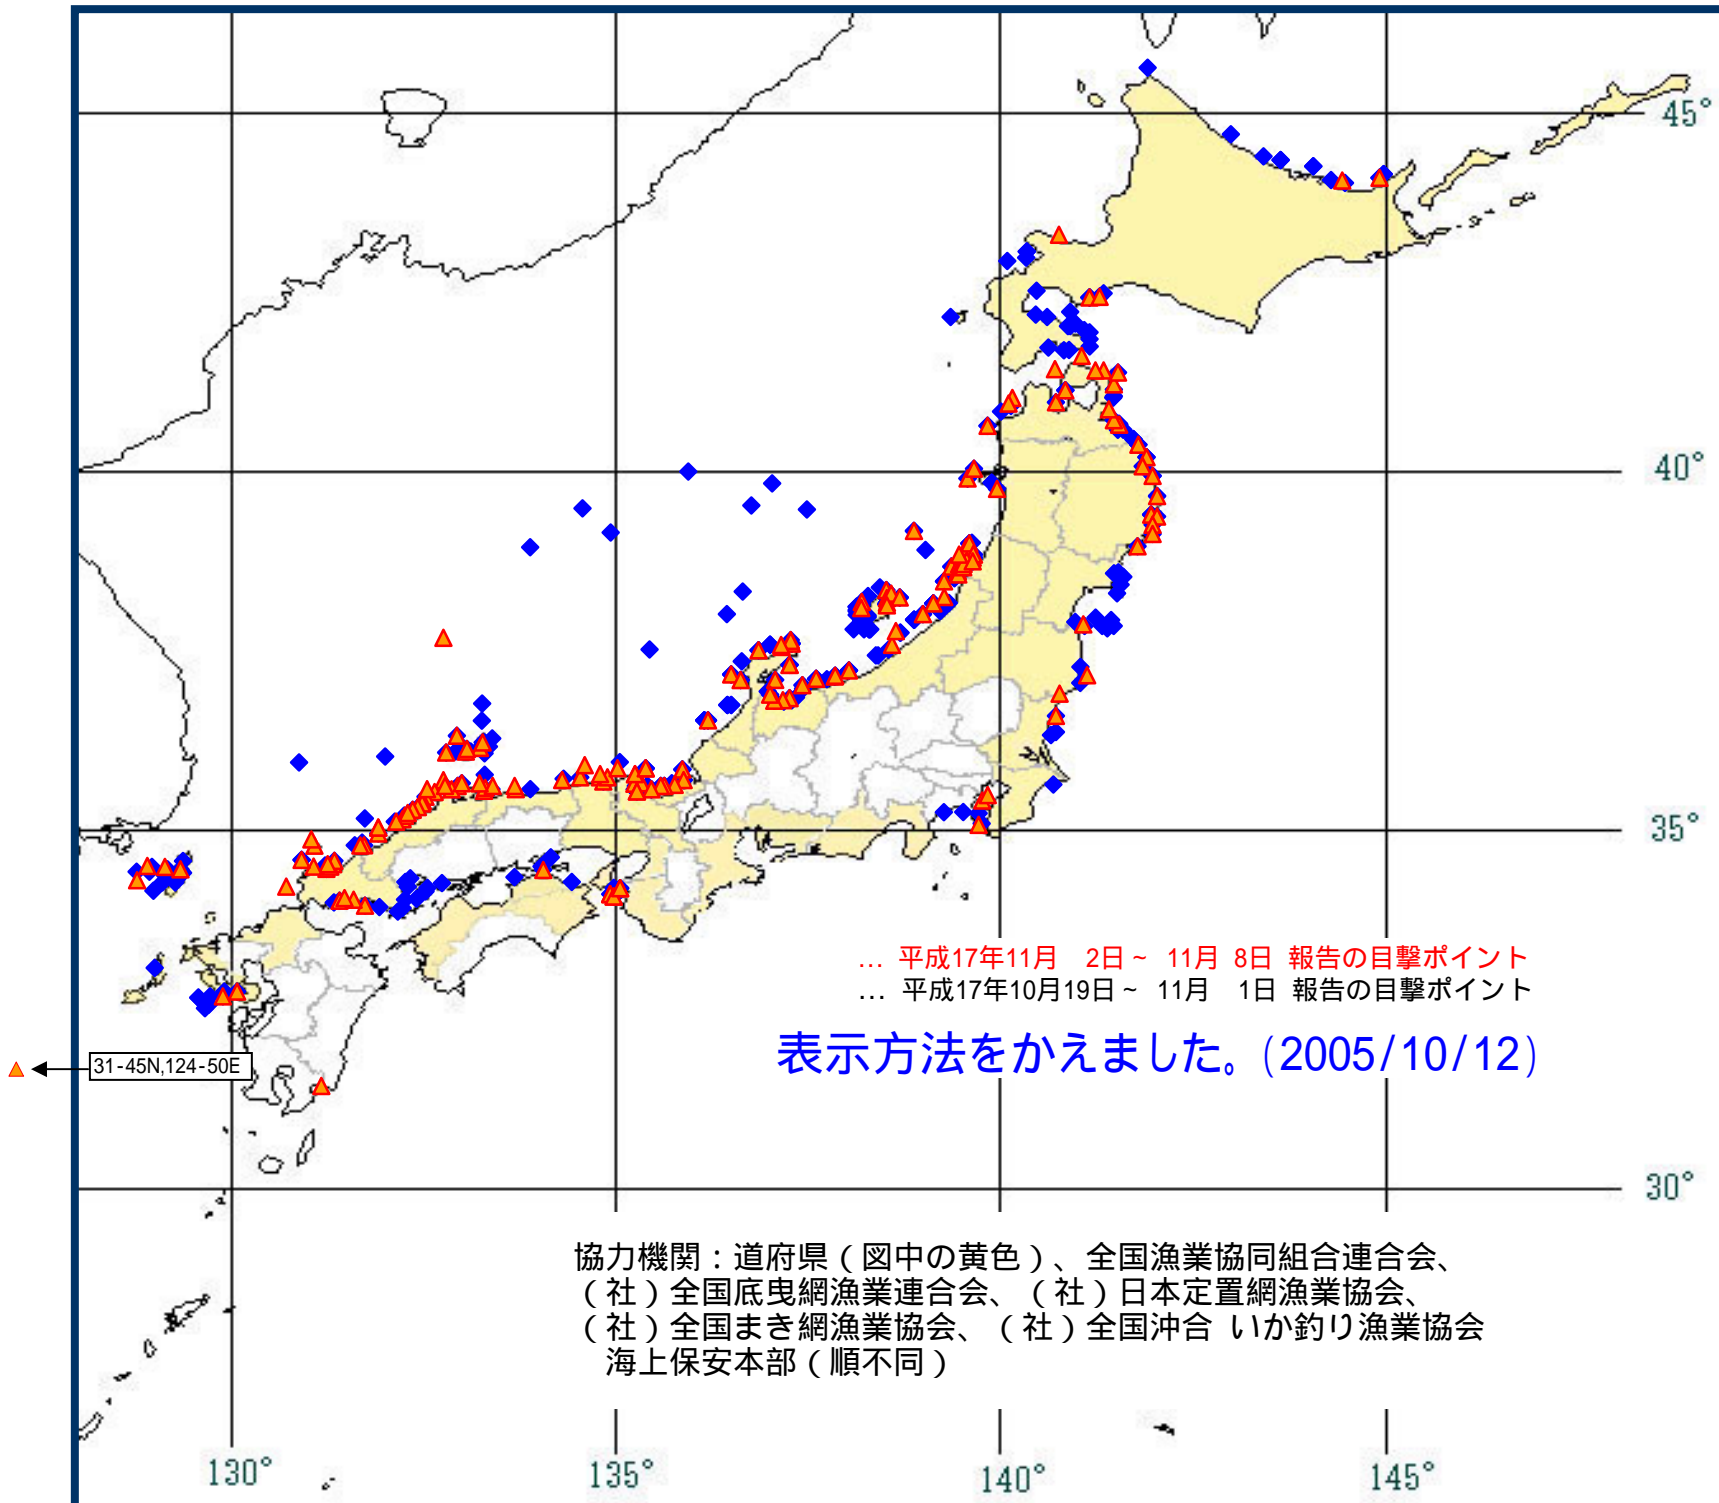 45°
40°
35°
… 平成17年11月　2日~ 11月 8日 報告の目撃ポイント
… 平成17年10月19日~ 11月　1日 報告の目撃ポイント
表示方法をかえました。(2005/10/12)
31-45N,124-50E
30°
協力機関：道府県（図中の黄色）、全国漁業協同組合連合会、
（社）全国底曳網漁業連合会、（社）日本定置網漁業協会、
（社）全国まき網漁業協会、（社）全国沖合 いか釣り漁業協会
海上保安本部（順不同）
130° 135° 140° 145°